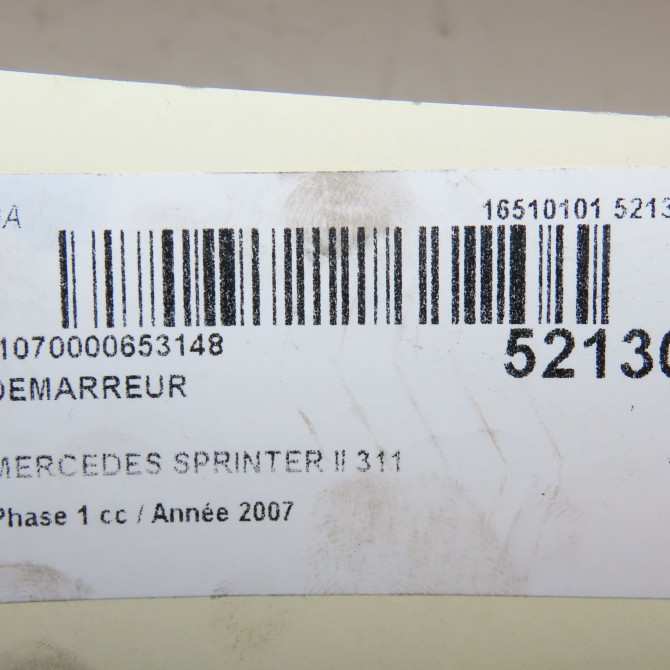 16510101 5213
1070000653148
52130
DEMARREUR
MERCEDES SPRINTER II 311
Phase 1 cc / Année 2007